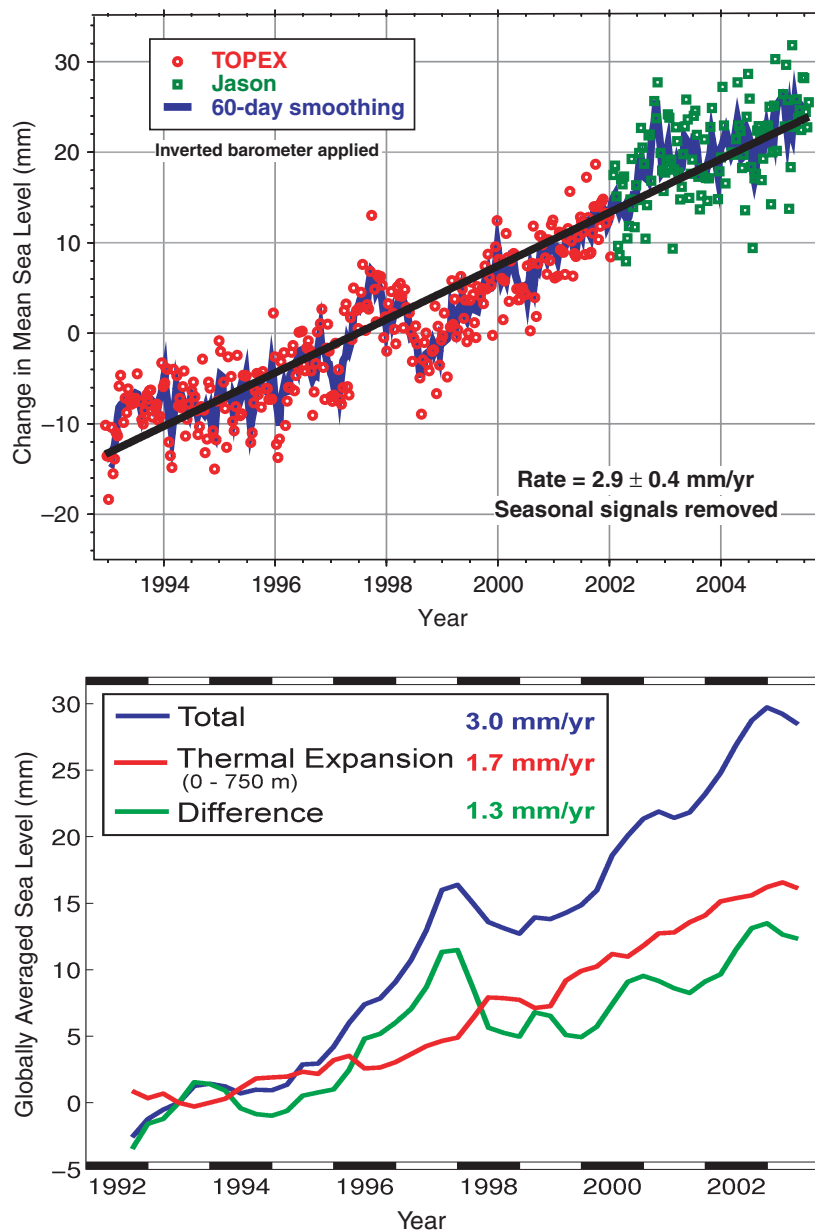 30
20
10
0
−10
−20
Change in Mean Sea Level (mm)
TOPEX
Jason
60-day smoothing
Inverted barometer applied
Rate = 2.9 ± 0.4 mm/yr
Seasonal signals removed
1994 1996 1998 2000 2002 2004
Year
30
25
20
15
10
5
0
−5
Globally Averaged Sea Level (mm)
Total 3.0 mm/yr
Thermal Expansion 1.7 mm/yr
(0 - 750 m)
Difference 1.3 mm/yr
1992 1994 1996 1998 2000 2002
Year